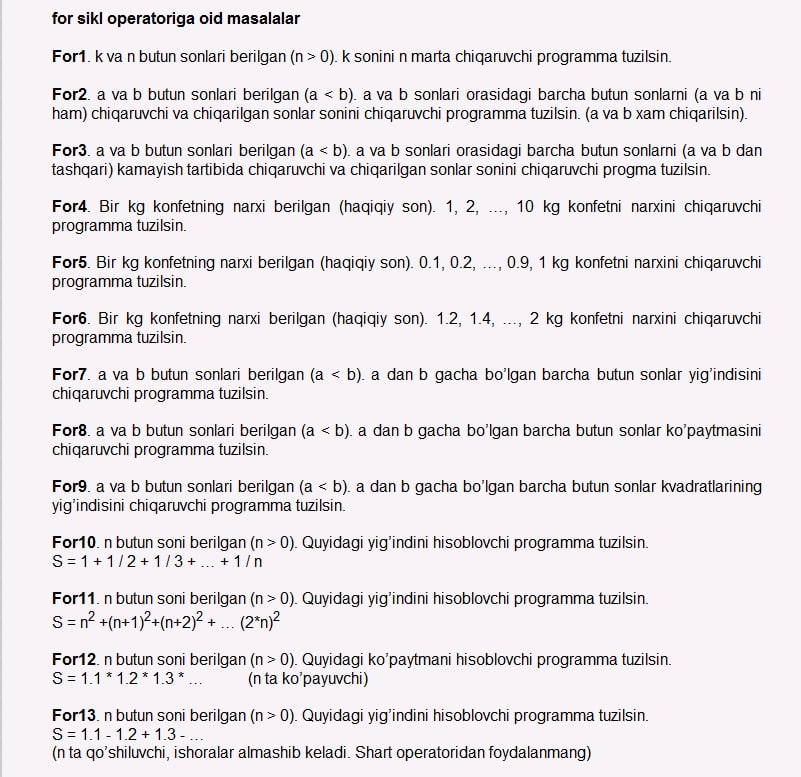 for sikl operatoriga oid masalalar
For1. k va n butun sonlari berilgan (n > 0). k sonini n marta chiqaruvchi programma tuzilsin.
For2. a va b butun sonlari berilgan (a < b). a va b sonlari orasidagi barcha butun sonlarni (a va b ni
ham) chiqaruvchi va chiqarilgan sonlar sonini chiqaruvchi programma tuzilsin. (a va b xam chiqarilsin).
For3. a va b butun sonlari berilgan (a < b). a va b sonlari orasidagi barcha butun sonlarni (a va b dan
tashqari) kamayish tartibida chiqaruvchi va chiqarilgan sonlar sonini chiqaruvchi progma tuzilsin.
For4. Bir kg konfetning narxi berilgan (haqiqiy son). 1, 2, ..., 10 kg konfetni narxini chiqaruvchi
programma tuzilsin.
For5. Bir kg konfetning narxi berilgan (haqiqiy son). 0.1, 0.2, ..., 0.9, 1 kg konfetni narxini chiqaruvchi
programma tuzilsin.
For6. Bir kg konfetning narxi berilgan (haqiqiy son). 1.2, 1.4, ..., 2 kg konfetni narxini chiqaruvchi
programma tuzilsin.
For7. a va b butun sonlari berilgan (a < b). a dan b gacha bo'lgan barcha butun sonlar yig'indisini
chiqaruvchi programma tuzilsin.
For8. a va b butun sonlari berilgan (a < b). a dan b gacha bo'lgan barcha butun sonlar ko'paytmasini
chiqaruvchi programma tuzilsin.
For9. a va b butun sonlari berilgan (a < b). a dan b gacha bo'lgan barcha butun sonlar kvadratlarining
yig'indisini chiqaruvchi programma tuzilsin.
For10. n butun soni berilgan (n > 0). Quyidagi yig'indini hisoblovchi programma tuzilsin.
S = 1 + 1 / 2 + 1 / 3 + ... + 1 / n
For11. n butun soni berilgan (n > 0). Quyidagi yig'indini hisoblovchi programma tuzilsin.
S = n² +(n+1)²+(n+2)² + ... (2*n)²
For12. n butun soni berilgan (n > 0). Quyidagi ko'paytmani hisoblovchi programma tuzilsin.
S = 1.1 * 1.2 * 1.3 * ... (n ta ko'payuvchi)
For13. n butun soni berilgan (n > 0). Quyidagi yig'indini hisoblovchi programma tuzilsin.
S = 1.1 - 1.2 + 1.3 - ...
(n ta qo'shiluvchi, ishoralar almashib keladi. Shart operatoridan foydalanmang)